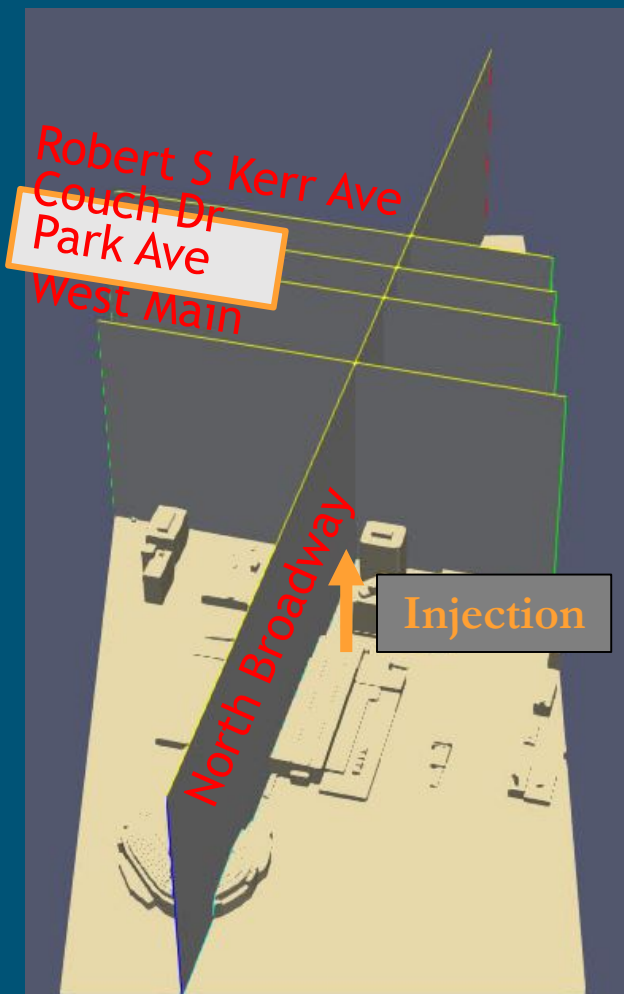 Robert S Kerr Ave
Couch Dr
Park Ave
West Main
North Broadway
Injection